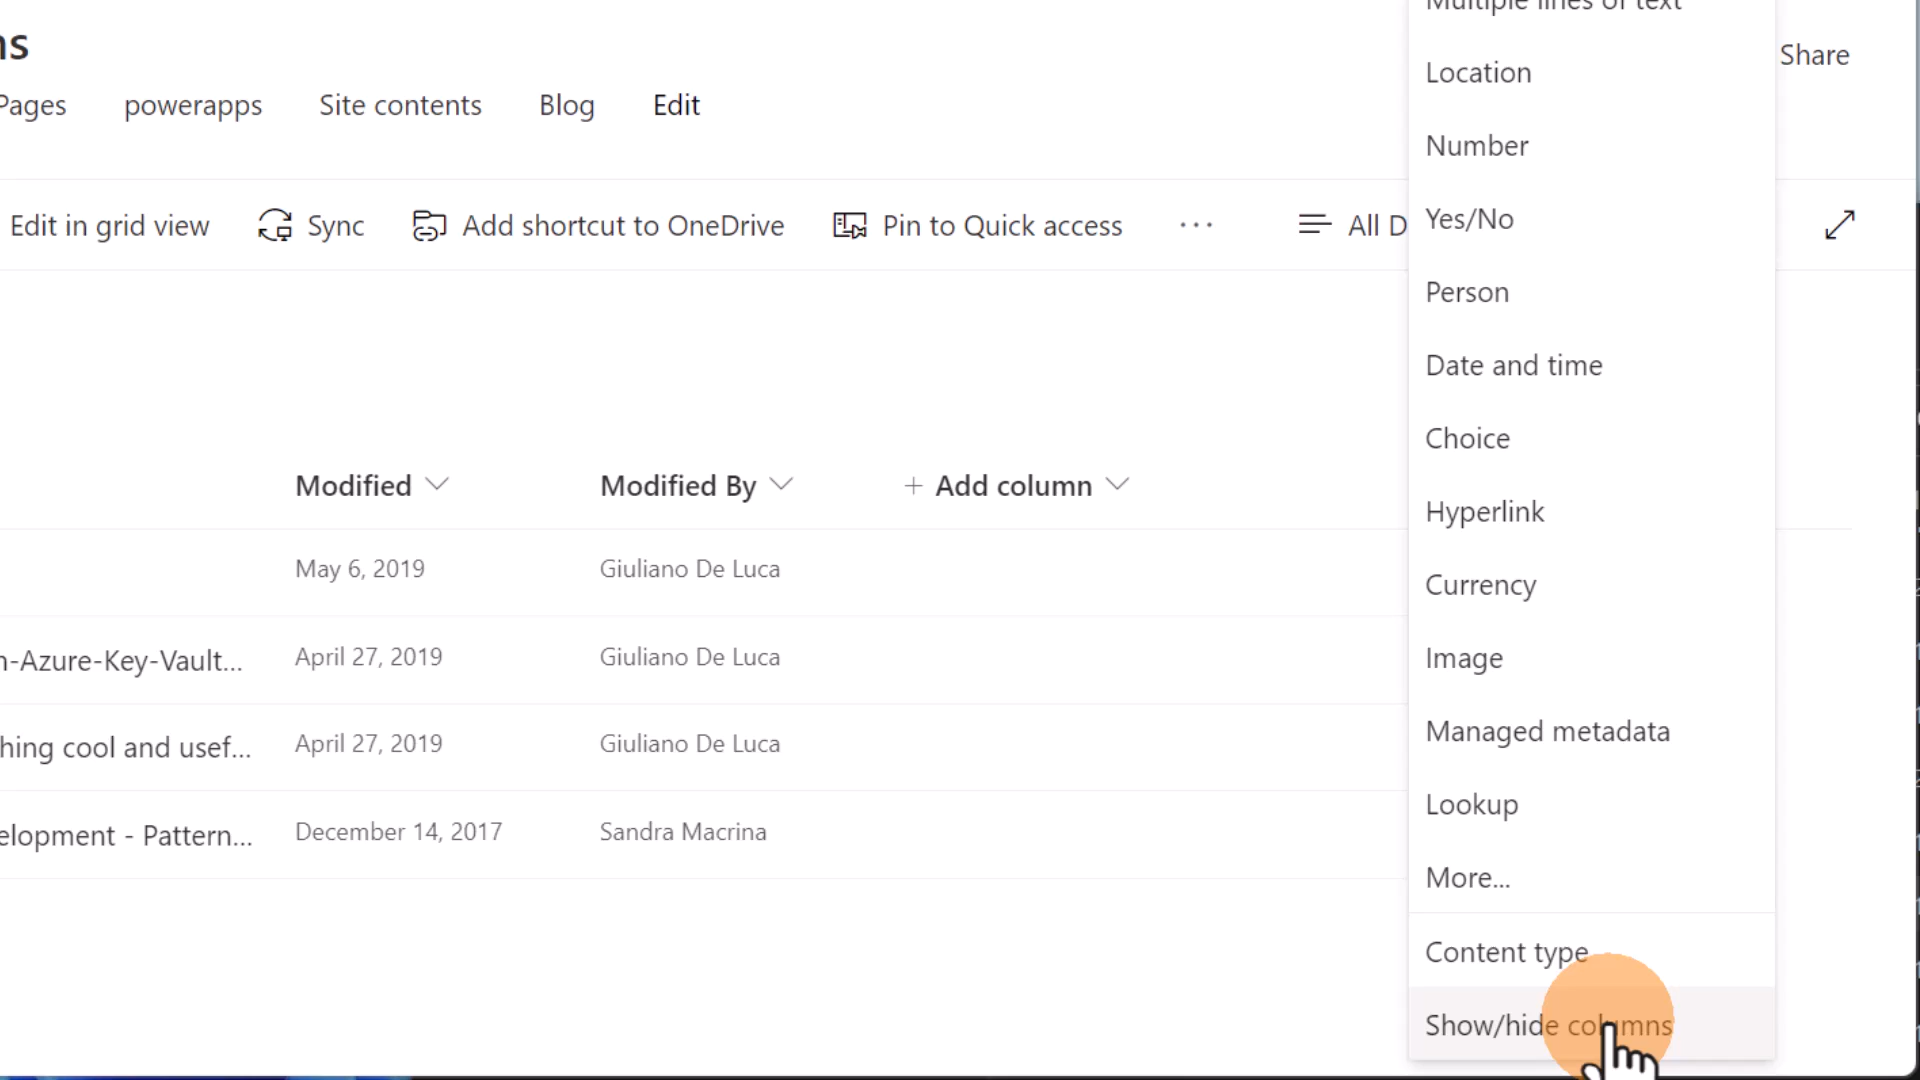 ns
Share
Pages powerapps Site contents Blog Edit
Edit in grid view Sync Add shortcut to OneDrive Pin to Quick access ... All D
Modified Modified By + Add column
May 6, 2019 Giuliano De Luca
n-Azure-Key-Vault... April 27, 2019 Giuliano De Luca
hing cool and usef... April 27, 2019 Giuliano De Luca
elopment - Pattern... December 14, 2017 Sandra Macrina
Multiple lines of text
Location
Number
Yes/No
Person
Date and time
Choice
Hyperlink
Currency
Image
Managed metadata
Lookup
More...
Content type
Show/hide columns